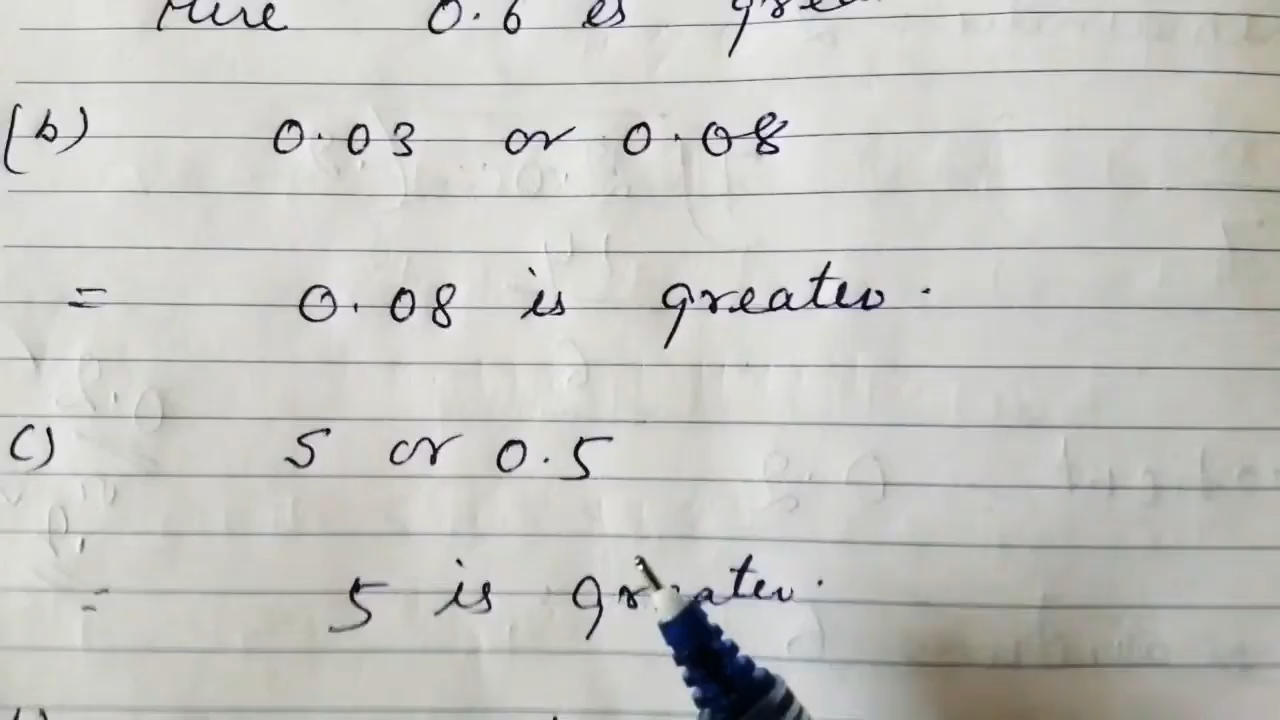 Here 0.6 is
(b) 0.03 or 0.08
= 0.08 is greater.
c) 5 or 0.5
= 5 is greater.